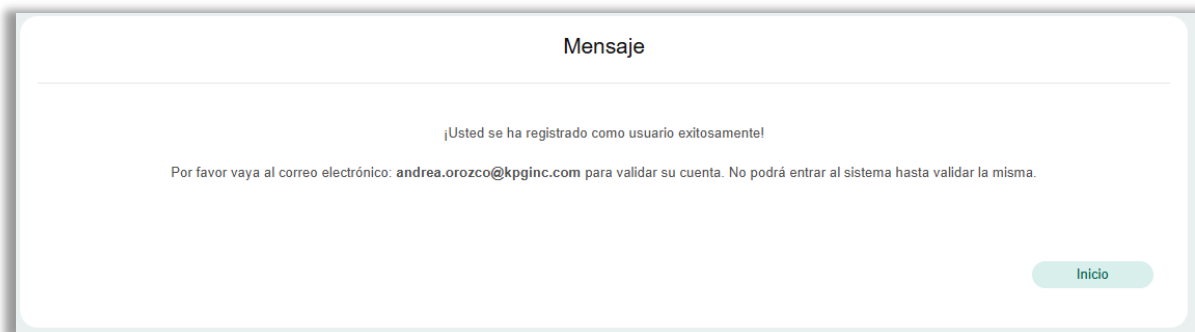 Mensaje
¡Usted se ha registrado como usuario exitosamente!
Por favor vaya al correo electrónico: andrea.orozco@kpginc.com para validar su cuenta. No podrá entrar al sistema hasta validar la misma.
Inicio